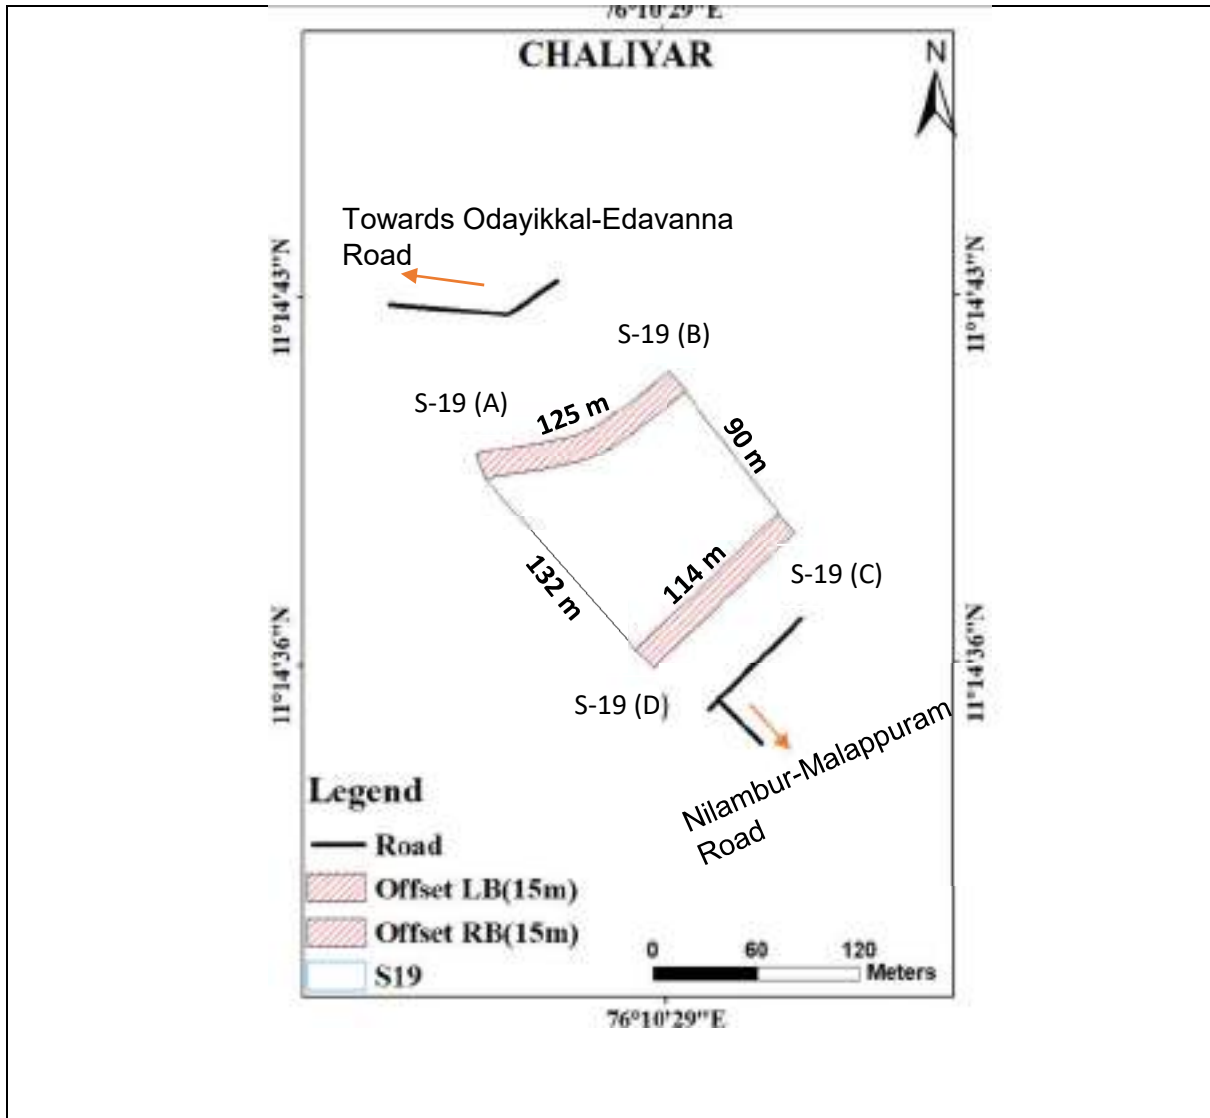 76°10'29"E
CHALIYAR
N
Towards Odayikkal-Edavanna
Road
11°14'43"N
11°14'43"N
S-19 (B)
S-19 (A)
125 m
90 m
132 m
114 m
S-19 (C)
11°14'36"N
11°14'36"N
S-19 (D)
Nilambur-Malappuram
Road
Legend
Road
Offset LB(15m)
Offset RB(15m)
S19
0 60 120
Meters
76°10'29"E